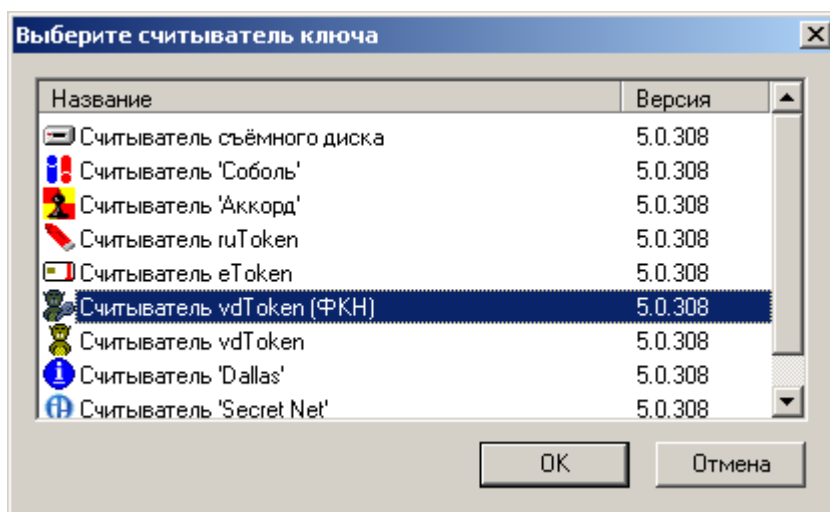 Выберите считыватель ключа
Название Версия
Считыватель съёмного диска 5.0.308
Считыватель 'Соболь' 5.0.308
Считыватель 'Аккорд' 5.0.308
Считыватель ruToken 5.0.308
Считыватель eToken 5.0.308
Считыватель vdToken (ФКН) 5.0.308
Считыватель vdToken 5.0.308
Считыватель 'Dallas' 5.0.308
Считыватель 'Secret Net' 5.0.308
OK Отмена